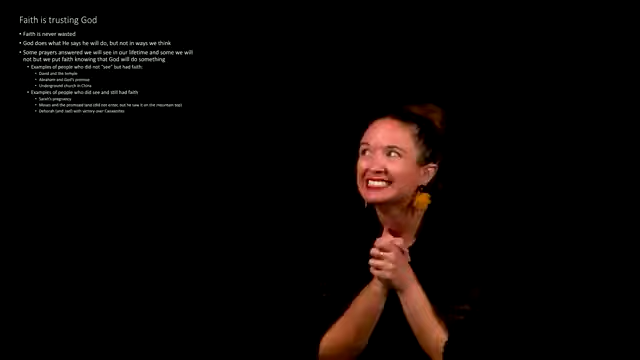 Faith is trusting God
• Faith is never wasted
• God does what He says he will do, but not in ways we think
• Some prayers answered we will see in our lifetime and some we will
not but we put faith knowing that God will do something
• Examples of people who did not "see" but had faith:
• David and the temple
• Abraham and God's promise
• Underground church in China
• Examples of people who did see and still had faith
• Sarah's pregnancy
• Moses and the promised land (did not enter, but he saw it on the mountain top)
• Deborah (and Jael) with victory over Canaanites